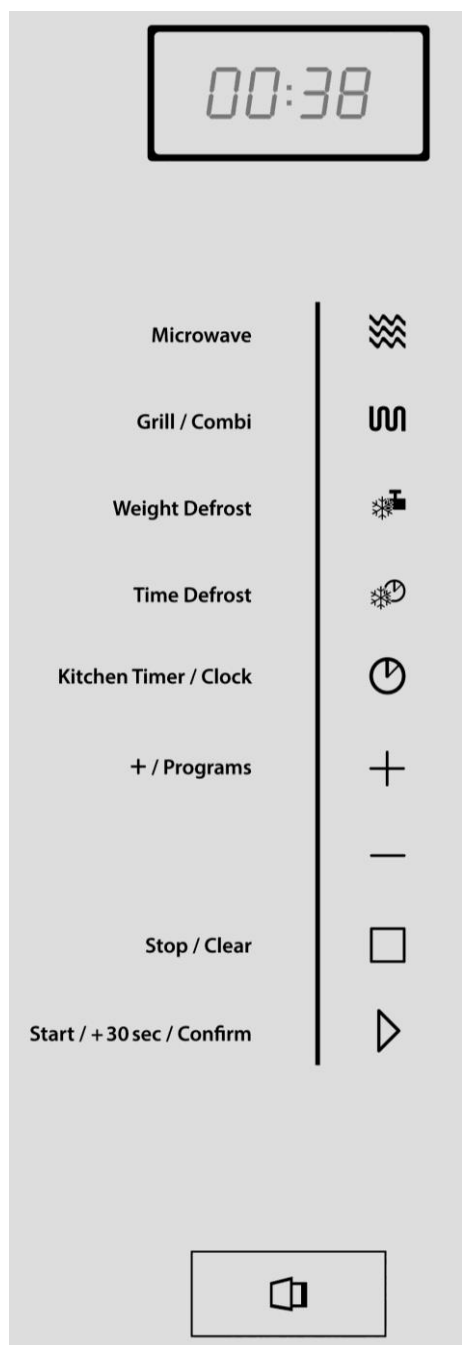 00:38
Microwave
Grill / Combi
Weight Defrost
Time Defrost
Kitchen Timer / Clock
+ / Programs
Stop / Clear
Start / + 30 sec / Confirm